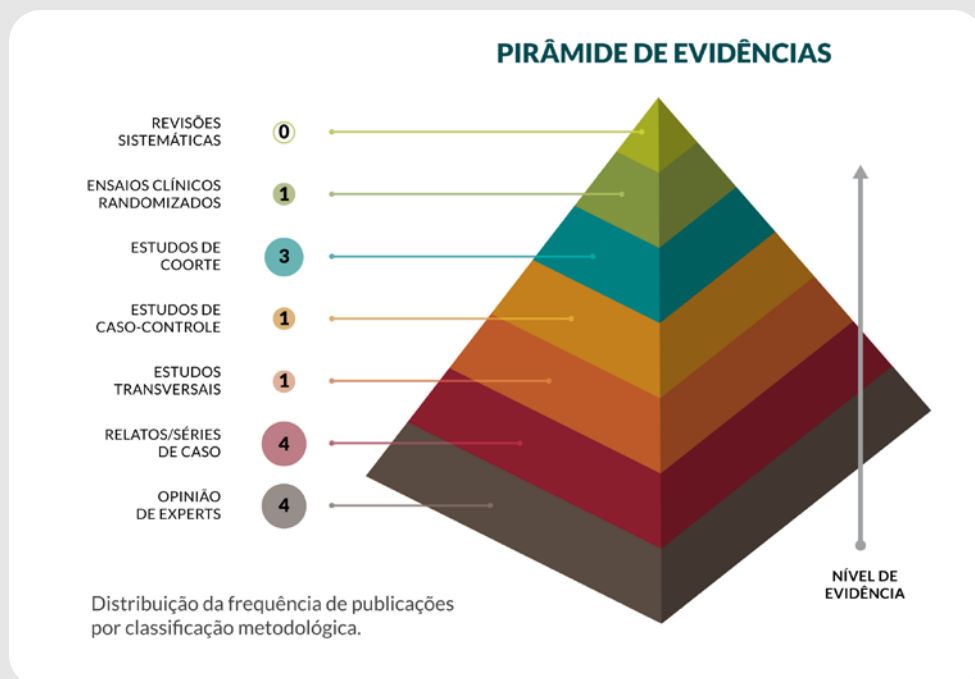 PIRÂMIDE DE EVIDÊNCIAS
REVISÕES
SISTEMÁTICAS
0
ENSAIOS CLÍNICOS
RANDOMIZADOS
1
ESTUDOS DE
COORTE
3
ESTUDOS DE
CASO-CONTROLE
1
ESTUDOS
TRANSVERSAIS
1
RELATOS/SÉRIES
DE CASO
4
OPINIÃO
DE EXPERTS
4
NÍVEL DE
EVIDÊNCIA
Distribuição da frequência de publicações
por classificação metodológica.